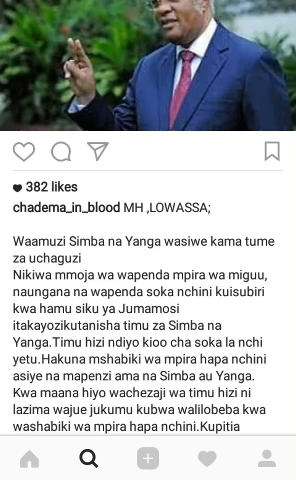 382 likes
chadema_in_blood MH ,LOWASSA;
Waamuzi Simba na Yanga wasiwe kama tume
za uchaguzi
Nikiwa mmoja wa wapenda mpira wa miguu,
naungana na wapenda soka nchini kuisubiri
kwa hamu siku ya Jumamosi
itakayozikutanisha timu za Simba na
Yanga.Timu hizi ndiyo kioo cha soka la nchi
yetu.Hakuna mshabiki wa mpira hapa nchini
asiye na mapenzi ama na Simba au Yanga.
Kwa maana hiyo wachezaji wa timu hizi ni
lazima wajue jukumu kubwa walilobeba kwa
washabiki wa mpira hapa nchini.Kupitia